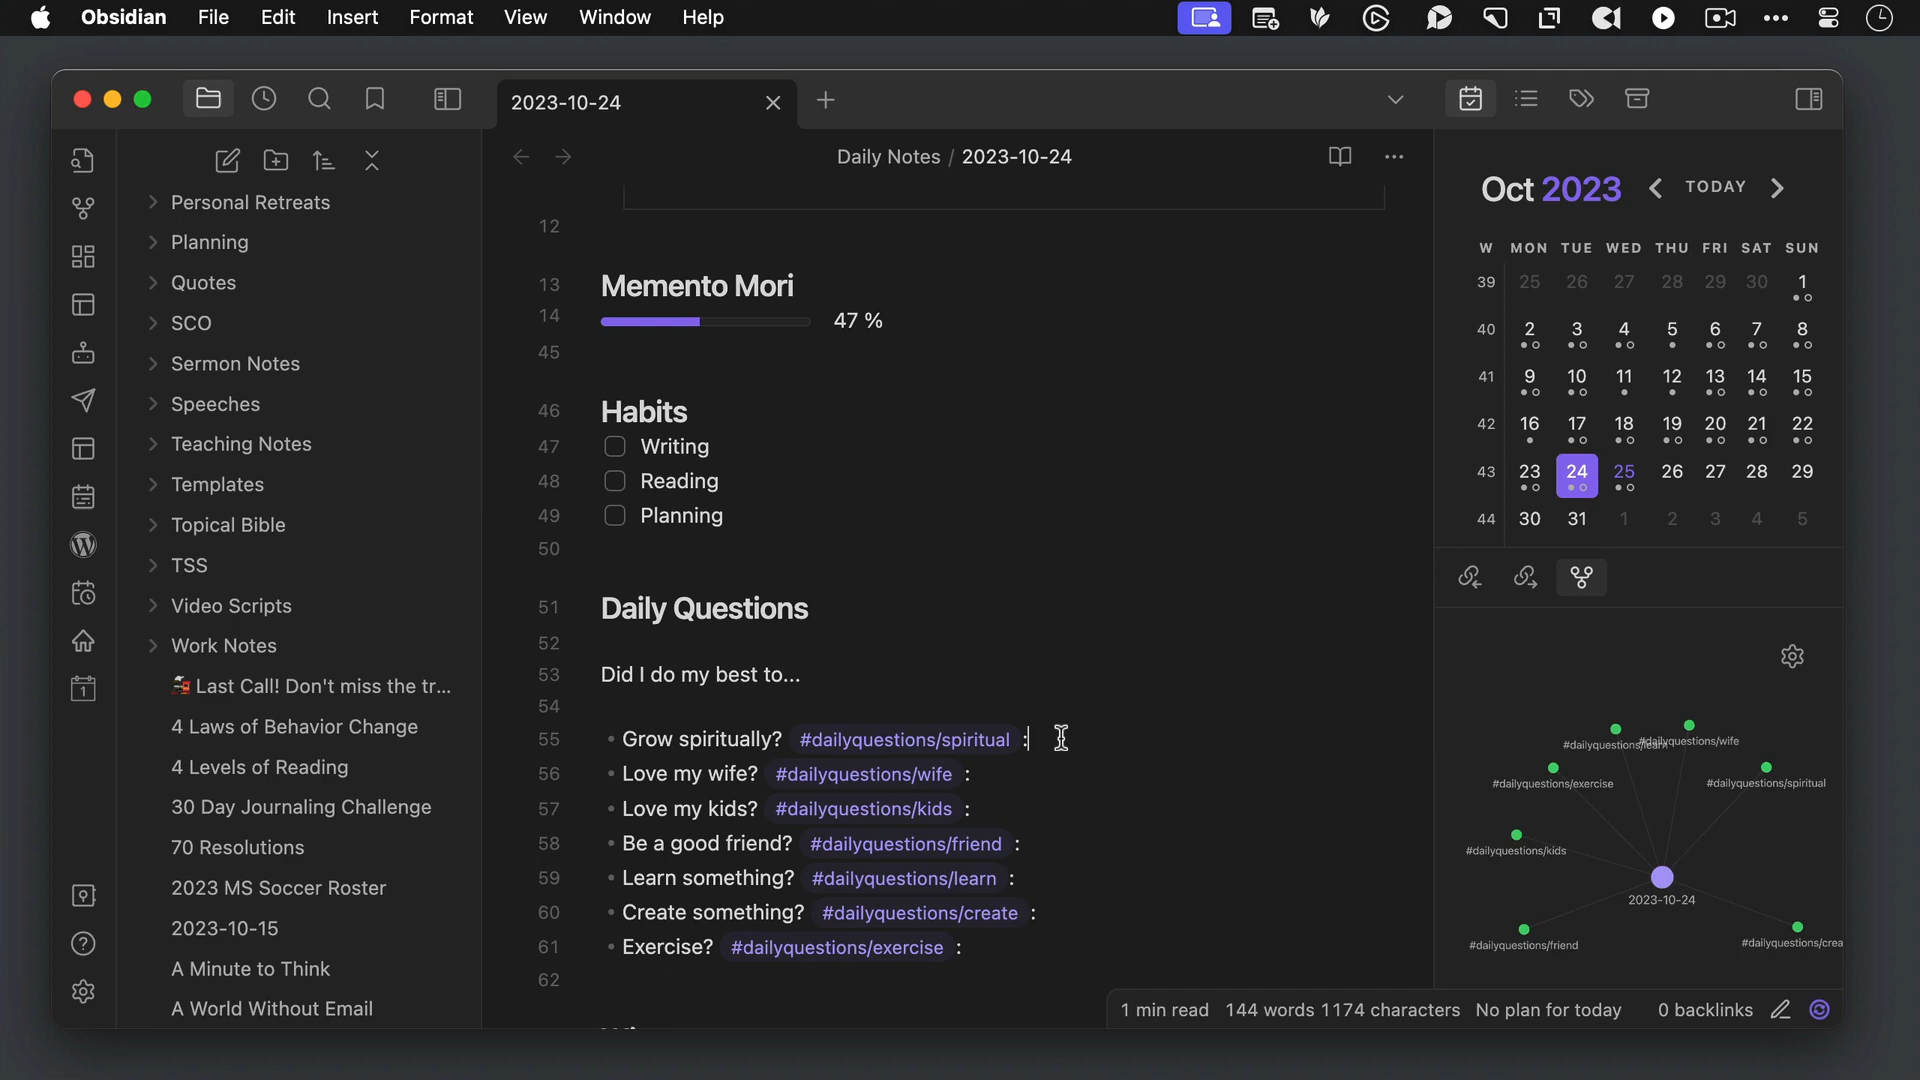 Obsidian File Edit Insert Format View Window Help
2023-10-24
Daily Notes / 2023-10-24
Personal Retreats
Planning
Quotes
SCO
Sermon Notes
Speeches
Teaching Notes
Templates
Topical Bible
TSS
Video Scripts
Work Notes
Last Call! Don't miss the tr...
4 Laws of Behavior Change
4 Levels of Reading
30 Day Journaling Challenge
70 Resolutions
2023 MS Soccer Roster
2023-10-15
A Minute to Think
A World Without Email
1
12
13 Memento Mori
14 47 %
45
46 Habits
47 Writing
48 Reading
49 Planning
50
51 Daily Questions
52
53 Did I do my best to...
54
55 • Grow spiritually? #dailyquestions/spiritual :
56 • Love my wife? #dailyquestions/wife :
57 • Love my kids? #dailyquestions/kids :
58 • Be a good friend? #dailyquestions/friend :
59 • Learn something? #dailyquestions/learn :
60 • Create something? #dailyquestions/create :
61 • Exercise? #dailyquestions/exercise :
62
Oct 2023 TODAY
W MON TUE WED THU FRI SAT SUN
39 25 26 27 28 29 30 1
40 2 3 4 5 6 7 8
41 9 10 11 12 13 14 15
42 16 17 18 19 20 21 22
43 23 24 25 26 27 28 29
44 30 31 1 2 3 4 5
#dailyquestions/learn
#dailyquestions/wife
#dailyquestions/exercise
#dailyquestions/spiritual
#dailyquestions/kids
2023-10-24
#dailyquestions/friend
#dailyquestions/crea
1 min read 144 words 1174 characters No plan for today 0 backlinks